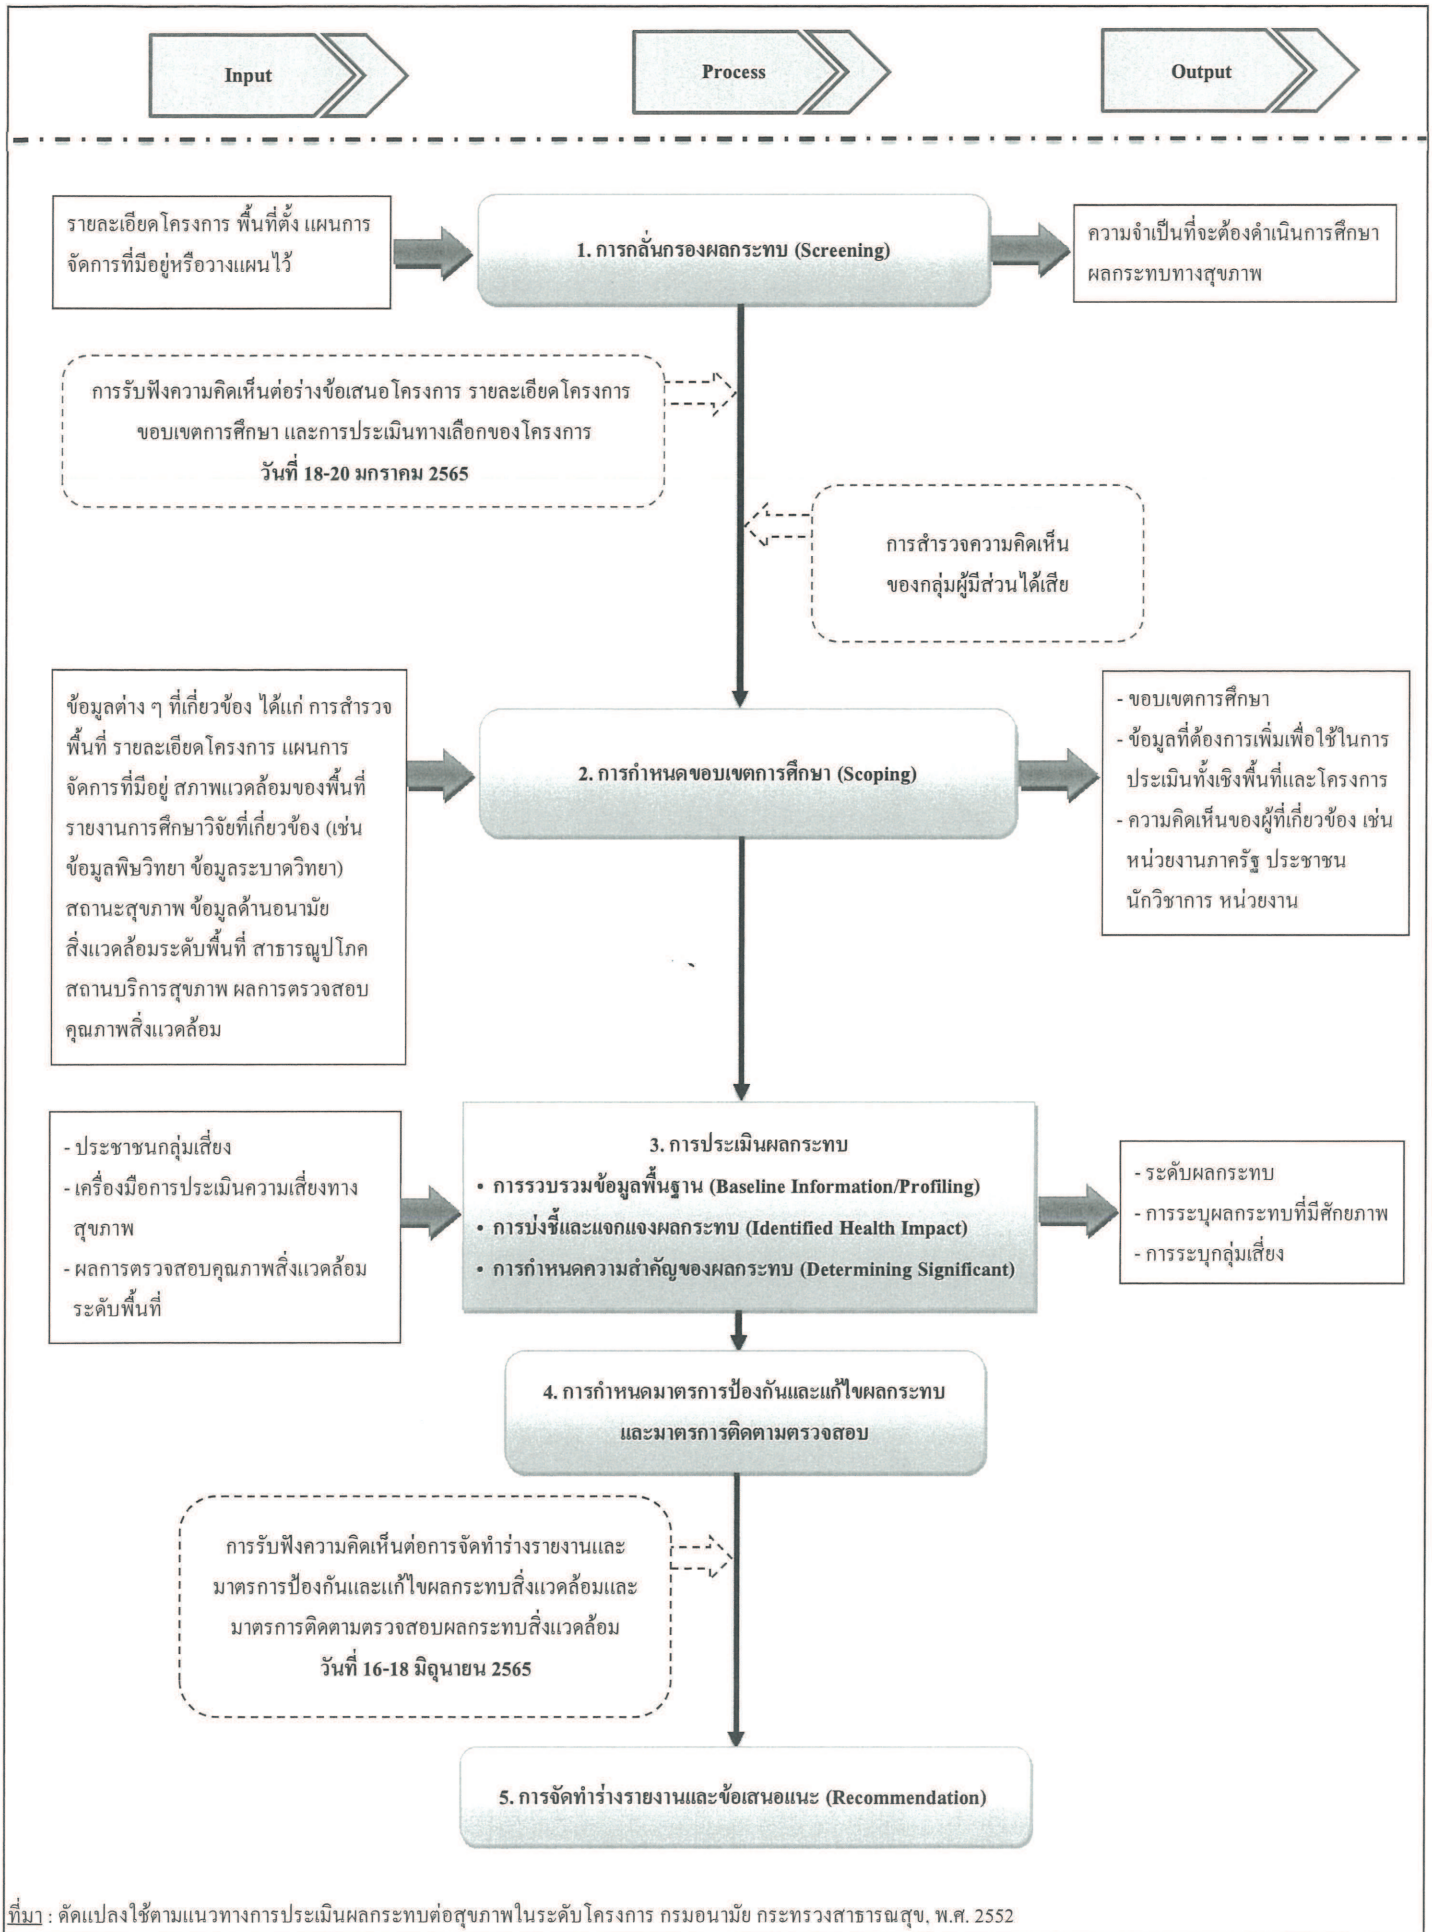 Input
Process
Output
รายละเอียดโครงการ พื้นที่ตั้ง แผนการ
จัดการที่มีอยู่หรือวางแผนไว้
1. การกลั่นกรองผลกระทบ (Screening)
ความจำเป็นที่จะต้องดำเนินการศึกษา
ผลกระทบทางสุขภาพ
การรับฟังความคิดเห็นต่อร่างข้อเสนอโครงการ รายละเอียดโครงการ
ขอบเขตการศึกษา และการประเมินทางเลือกของโครงการ
วันที่ 18-20 มกราคม 2565
การสำรวจความคิดเห็น
ของกลุ่มผู้มีส่วนได้เสีย
ข้อมูลต่าง ๆ ที่เกี่ยวข้อง ได้แก่ การสำรวจ
พื้นที่ รายละเอียดโครงการ แผนการ
จัดการที่มีอยู่ สภาพแวดล้อมของพื้นที่
รายงานการศึกษาวิจัยที่เกี่ยวข้อง (เช่น
ข้อมูลพิษวิทยา ข้อมูลระบาดวิทยา)
สถานะสุขภาพ ข้อมูลด้านอนามัย
สิ่งแวดล้อมระดับพื้นที่ สาธารณูปโภค
สถานบริการสุขภาพ ผลการตรวจสอบ
คุณภาพสิ่งแวดล้อม
2. การกำหนดขอบเขตการศึกษา (Scoping)
- ขอบเขตการศึกษา
- ข้อมูลที่ต้องการเพิ่มเพื่อใช้ในการ
ประเมินทั้งเชิงพื้นที่และโครงการ
- ความคิดเห็นของผู้ที่เกี่ยวข้อง เช่น
หน่วยงานภาครัฐ ประชาชน
นักวิชาการ หน่วยงาน
- ประชาชนกลุ่มเสี่ยง
- เครื่องมือการประเมินความเสี่ยงทาง
สุขภาพ
- ผลการตรวจสอบคุณภาพสิ่งแวดล้อม
ระดับพื้นที่
3. การประเมินผลกระทบ
• การรวบรวมข้อมูลพื้นฐาน (Baseline Information/Profiling)
• การบ่งชี้และแจกแจงผลกระทบ (Identified Health Impact)
• การกำหนดความสำคัญของผลกระทบ (Determining Significant)
- ระดับผลกระทบ
- การระบุผลกระทบที่มีศักยภาพ
- การระบุกลุ่มเสี่ยง
4. การกำหนดมาตรการป้องกันและแก้ไขผลกระทบ
และมาตรการติดตามตรวจสอบ
การรับฟังความคิดเห็นต่อการจัดทำร่างรายงานและ
มาตรการป้องกันและแก้ไขผลกระทบสิ่งแวดล้อมและ
มาตรการติดตามตรวจสอบผลกระทบสิ่งแวดล้อม
วันที่ 16-18 มิถุนายน 2565
5. การจัดทำร่างรายงานและข้อเสนอแนะ (Recommendation)
ที่มา : ดัดแปลงใช้ตามแนวทางการประเมินผลกระทบต่อสุขภาพในระดับโครงการ กรมอนามัย กระทรวงสาธารณสุข, พ.ศ. 2552